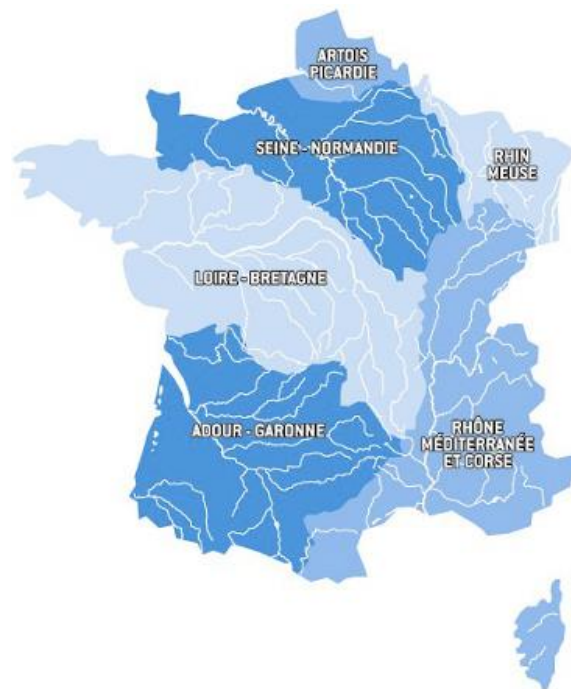 ARTOIS
PICARDIE
SEINE - NORMANDIE
RHIN
MEUSE
LOIRE - BRETAGNE
ADOUR - GARONNE
RHÔNE
MÉDITERRANÉE
ET CORSE